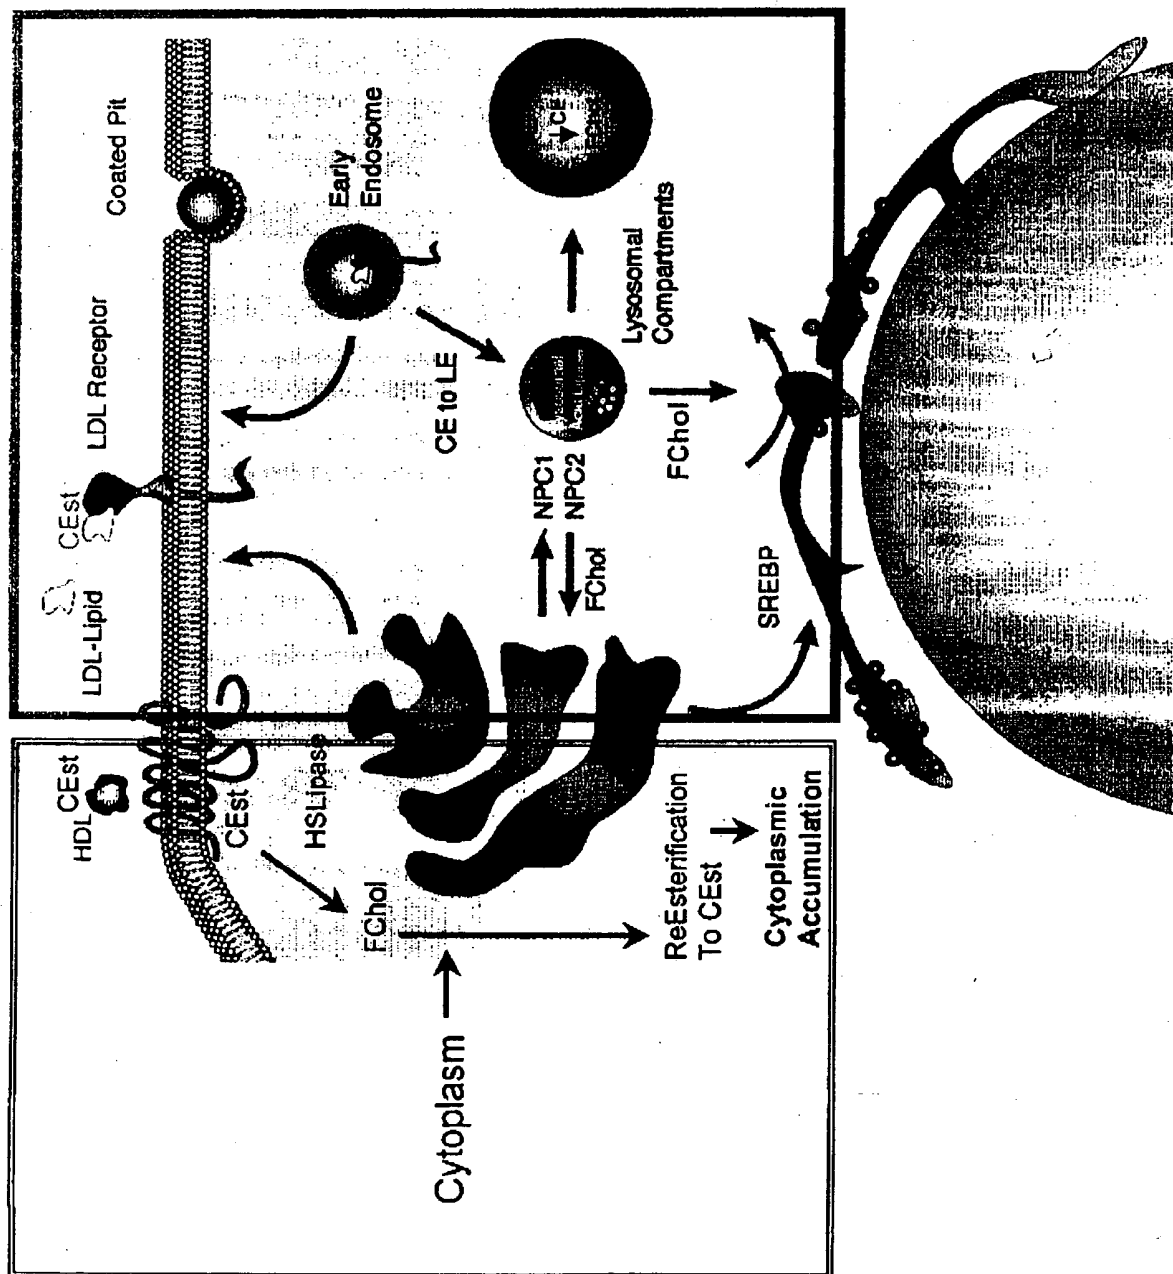 HDL CEst
LDL-Lipid
CEst
LDL Receptor
Coated Pit
CEst
HSLipase
FChol
Early
Endosome
CE to LE
Cytoplasm
NPC1
NPC2
FChol
Lysosomal
Compartments
FChol
ReEsterification
To CEst
Cytoplasmic
Accumulation
SREBP